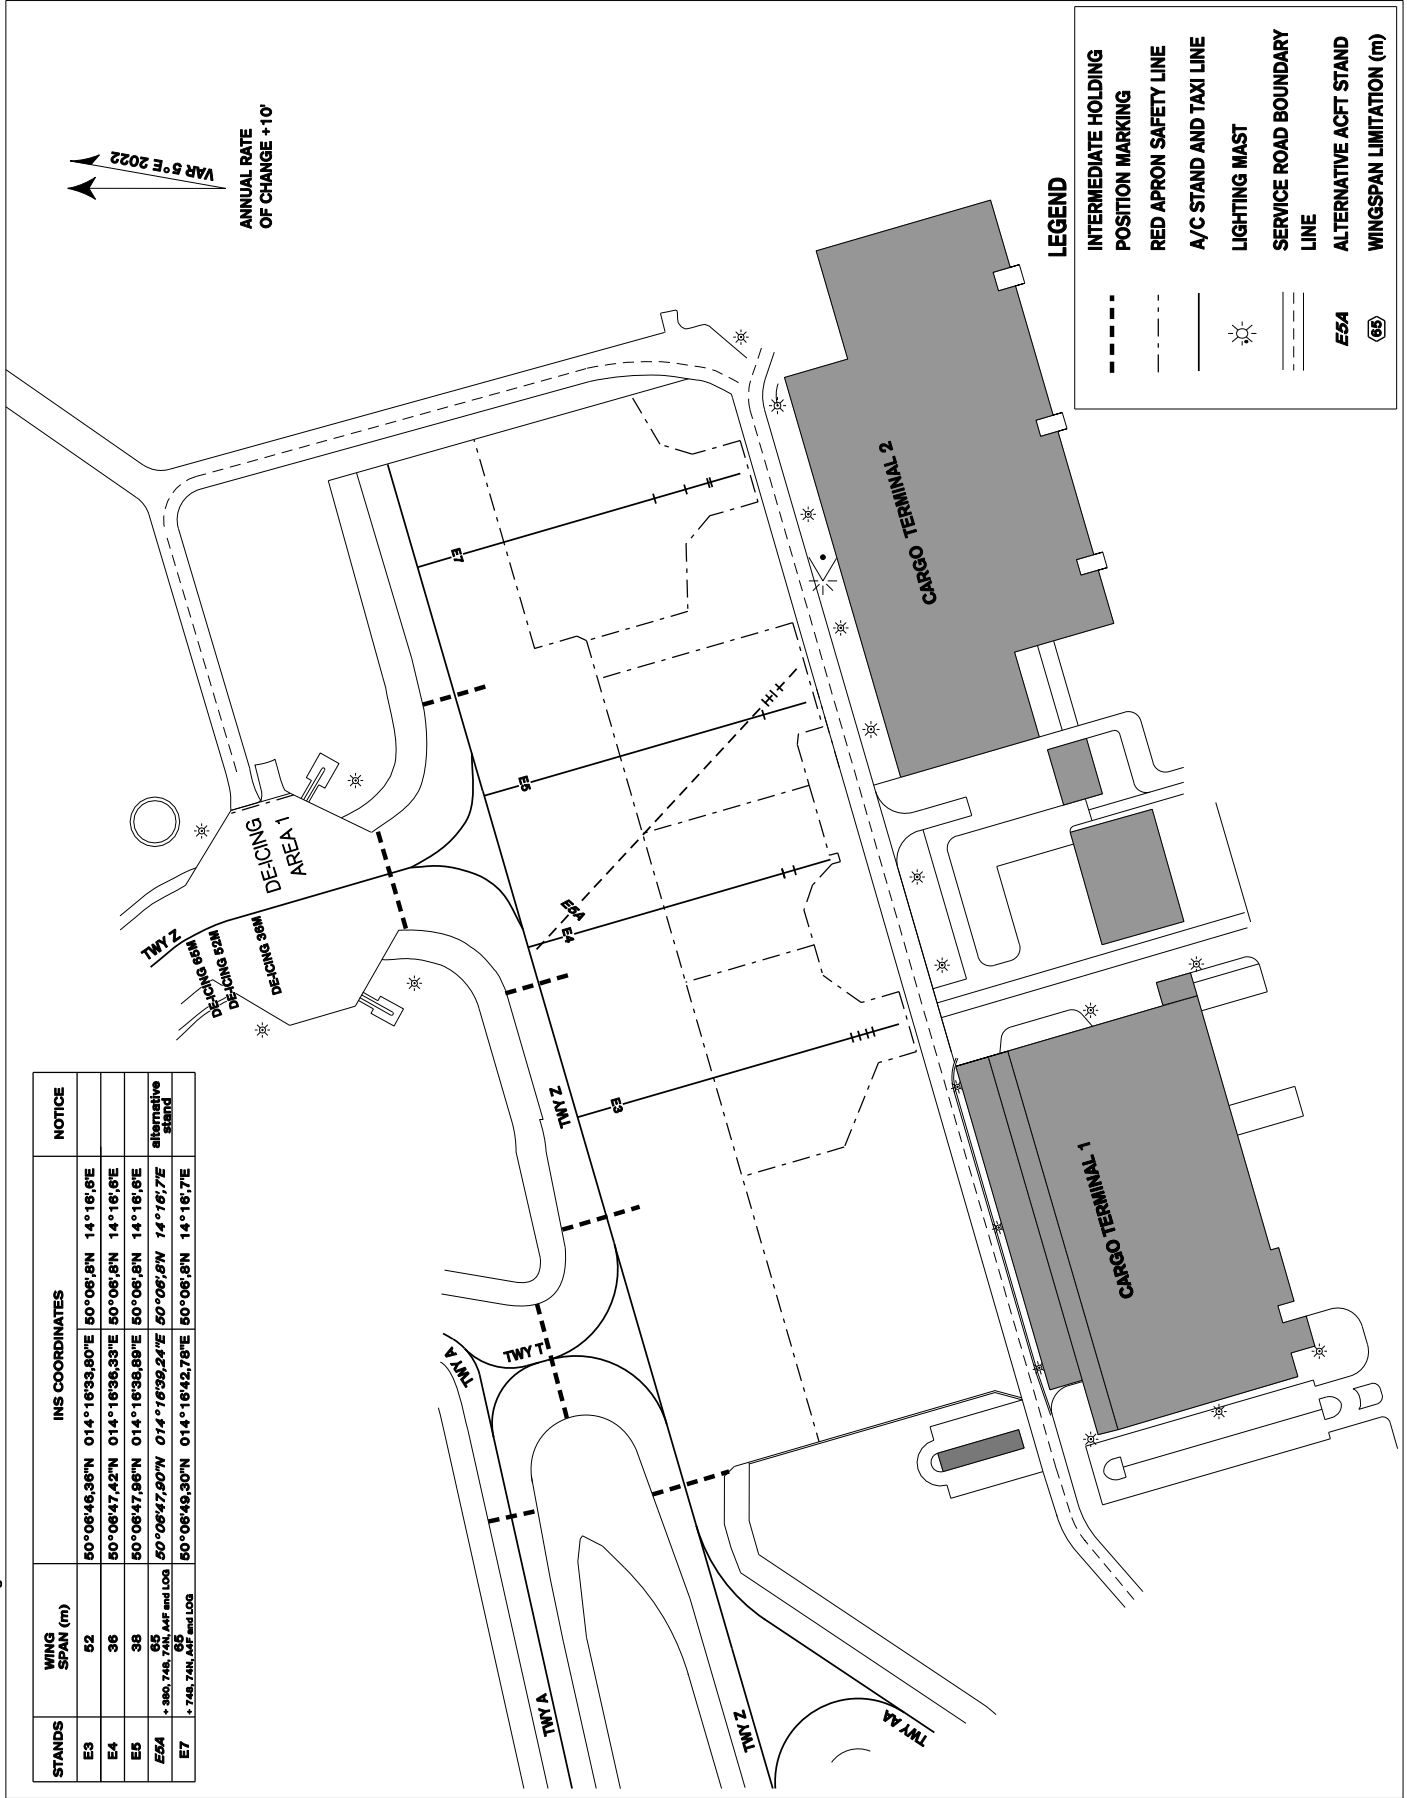 STANDS WING SPAN (m) INS COORDINATES NOTICE
E3 52 50°06'46,36"N 014°16'33,80"E 50°06',8'N 14°16',6'E
E4 36 50°06'47,42"N 014°16'36,33"E 50°06',8'N 14°16',6'E
E5 38 50°06'47,96"N 014°16'38,89"E 50°06',8'N 14°16',6'E
E5A 65 + 380, 748, 74N, A4F and LOG 50°06'47,90"N 014°16'39,24"E 50°06',8'N 14°16',7'E alternative stand
E7 65 + 748, 74N, A4F and LOG 50°06'49,30"N 014°16'42,78"E 50°06',8'N 14°16',7'E
VAR 5°E 2022
ANNUAL RATE
OF CHANGE +10'
TWY Z
DE-ICING 65M
DE-ICING 52M
DE-ICING 36M
DE-ICING
AREA 1
TWY A
TWY T
TWY Z
TWY A
TWY Z
TWY AA
E3
E4
E5A
E5
E7
CARGO TERMINAL 1
CARGO TERMINAL 2
LEGEND
INTERMEDIATE HOLDING
POSITION MARKING
RED APRON SAFETY LINE
A/C STAND AND TAXI LINE
LIGHTING MAST
SERVICE ROAD BOUNDARY
LINE
E5A ALTERNATIVE ACFT STAND
65 WINGSPAN LIMITATION (m)